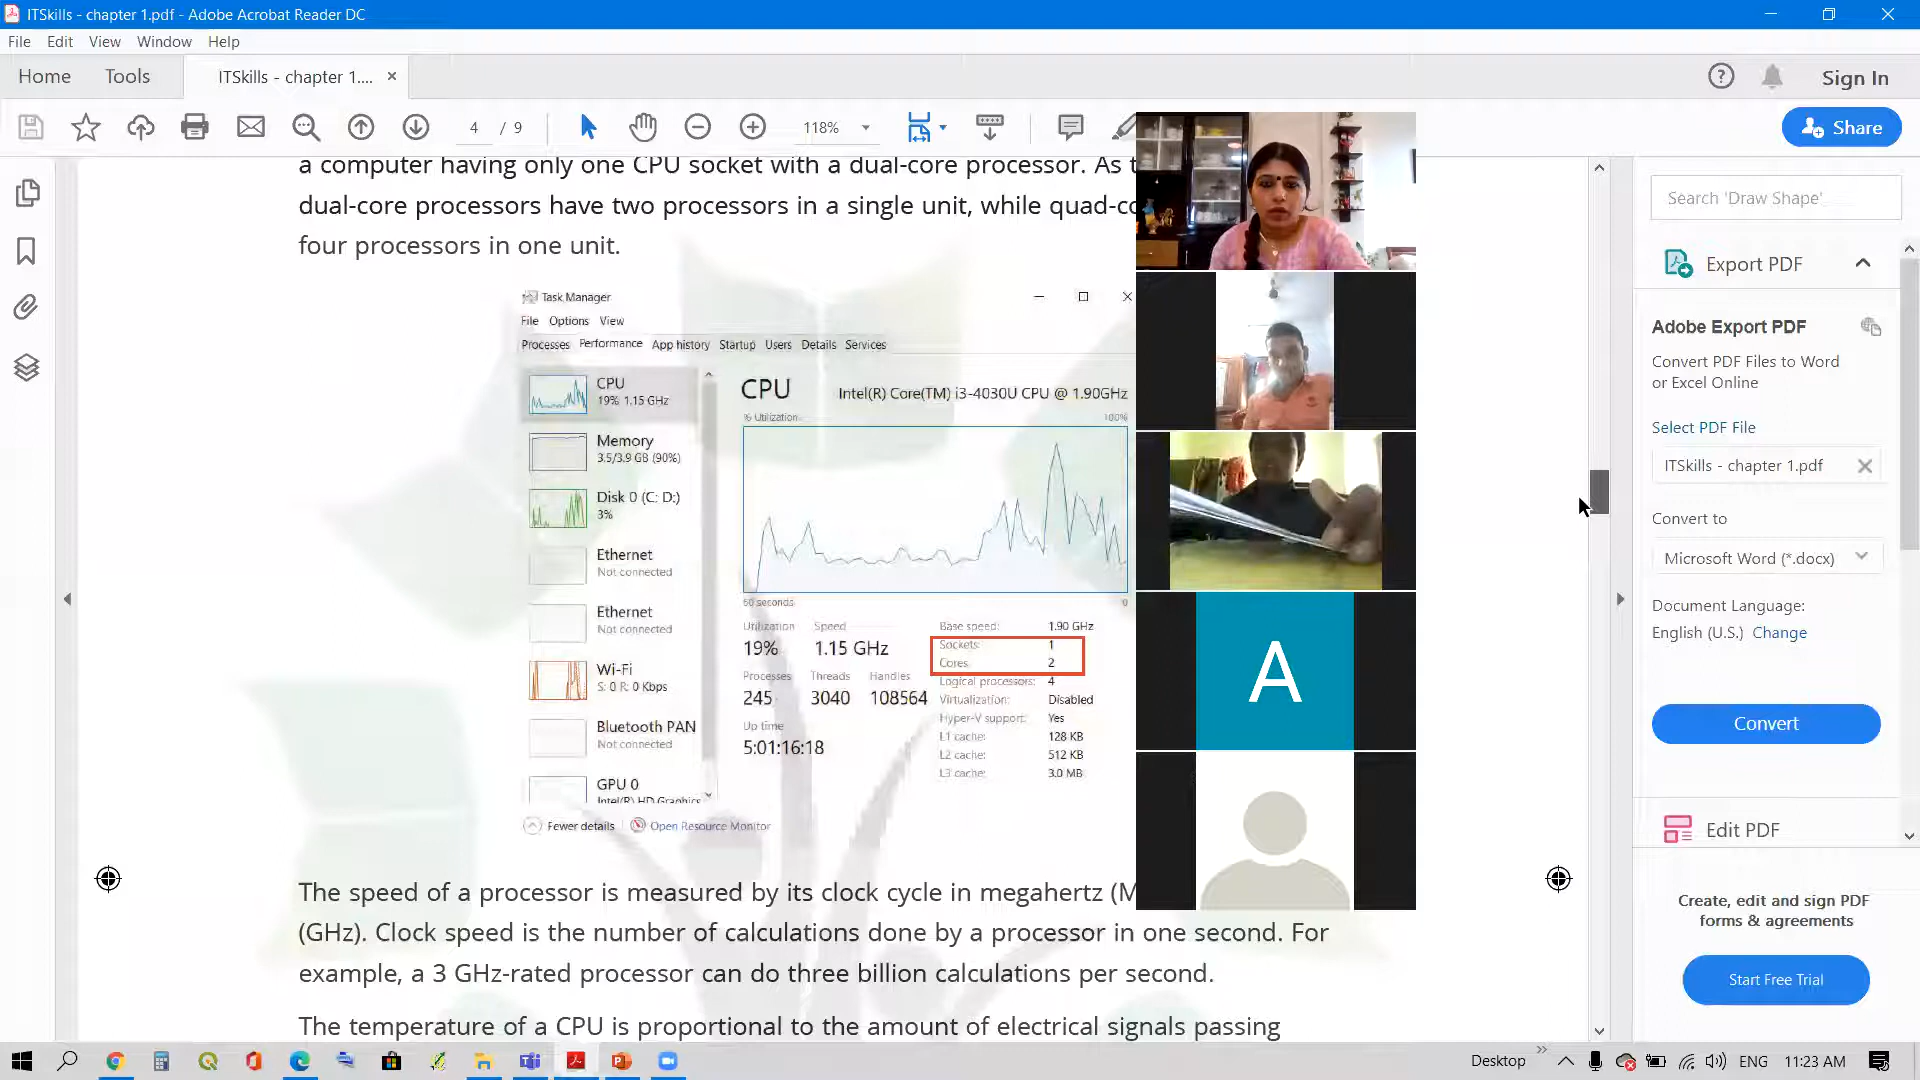 ITSkills - chapter 1.pdf - Adobe Acrobat Reader DC
File Edit View Window Help
Home Tools ITSkills - chapter 1.... Sign In
4 / 9 118% Share
a computer having only one CPU socket with a dual-core processor. As
dual-core processors have two processors in a single unit, while
four processors in one unit.
Task Manager
File Options View
Processes Performance App history Startup Users Details Services
CPU
19% 1.15 GHz
Memory
3.5/3.9 GB (90%)
Disk 0 (C: D:)
3%
Ethernet
Not connected
Ethernet
Not connected
Wi-Fi
S: 0 R: 0 Kbps
Bluetooth PAN
Not connected
GPU 0
Intel(R) HD Graphics
CPU Intel(R) Core(TM) i3-4030U CPU @ 1.90GHz
% Utilization 100%
60 seconds 0
Utilization Speed
19% 1.15 GHz
Processes Threads Handles
245 3040 108564
Up time
5:01:16:18
Base speed: 1.90 GHz
Sockets: 1
Cores: 2
Logical processors: 4
Virtualization: Disabled
Hyper-V support: Yes
L1 cache: 128 KB
L2 cache: 512 KB
L3 cache: 3.0 MB
Fewer details Open Resource Monitor
A
The speed of a processor is measured by its clock cycle in megahertz
(GHz). Clock speed is the number of calculations done by a processor in one second. For
example, a 3 GHz-rated processor can do three billion calculations per second.
The temperature of a CPU is proportional to the amount of electrical signals passing
Search 'Draw Shape'
Export PDF
Adobe Export PDF
Convert PDF Files to Word
or Excel Online
Select PDF File
ITSkills - chapter 1.pdf
Convert to
Microsoft Word (*.docx)
Document Language:
English (U.S.) Change
Convert
Edit PDF
Create, edit and sign PDF
forms & agreements
Start Free Trial
Desktop ENG 11:23 AM